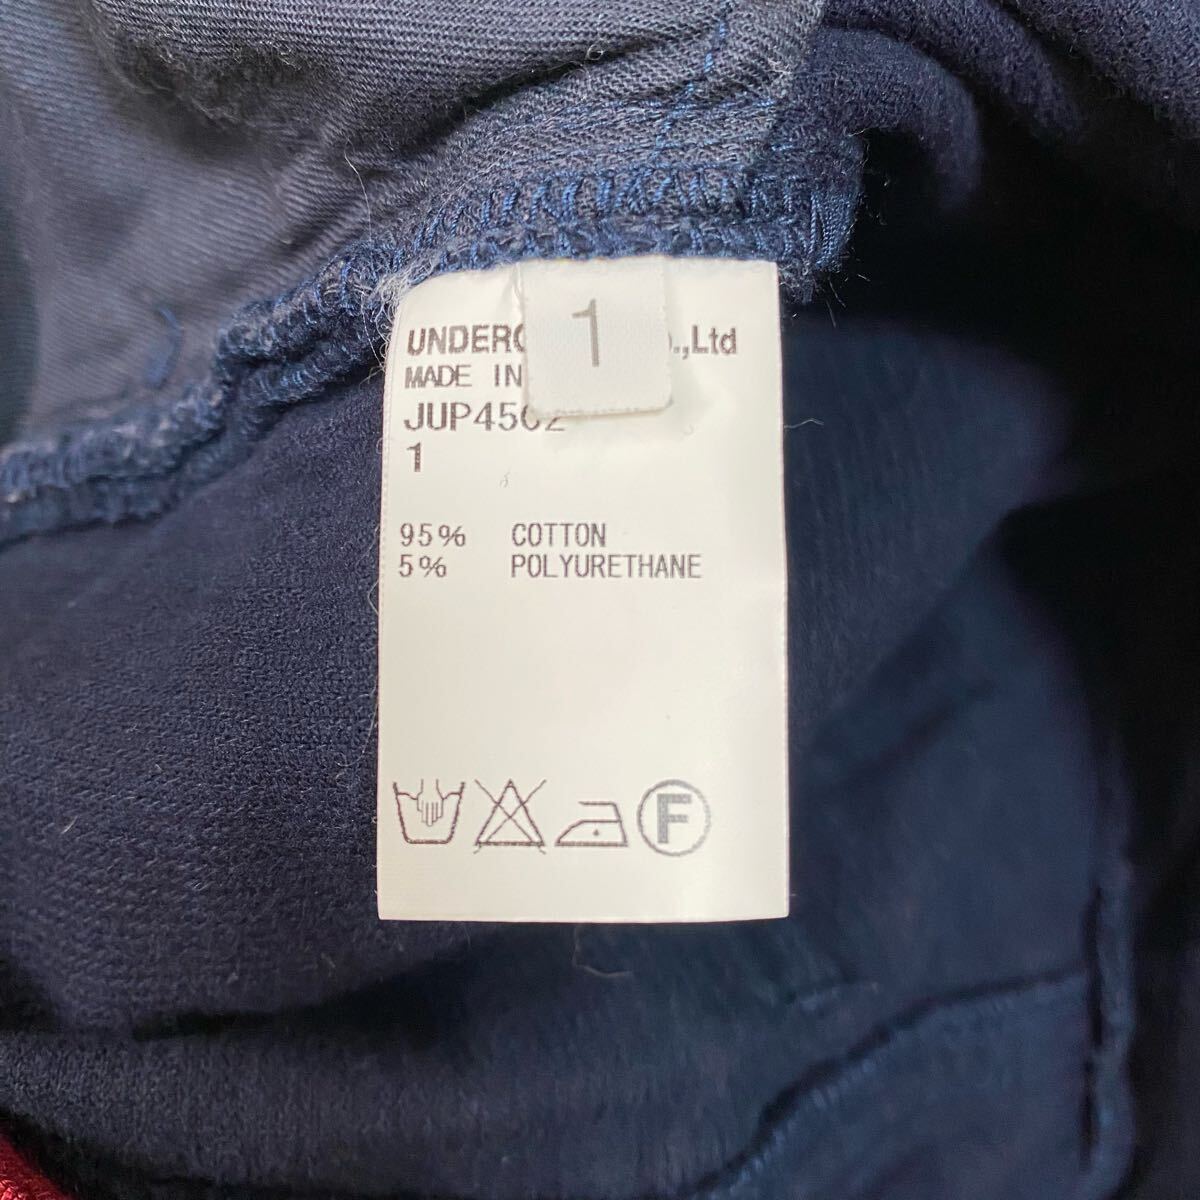 1
UNDERC .,Ltd
MADE IN
JUP4502
1
95% COTTON
5% POLYURETHANE
F